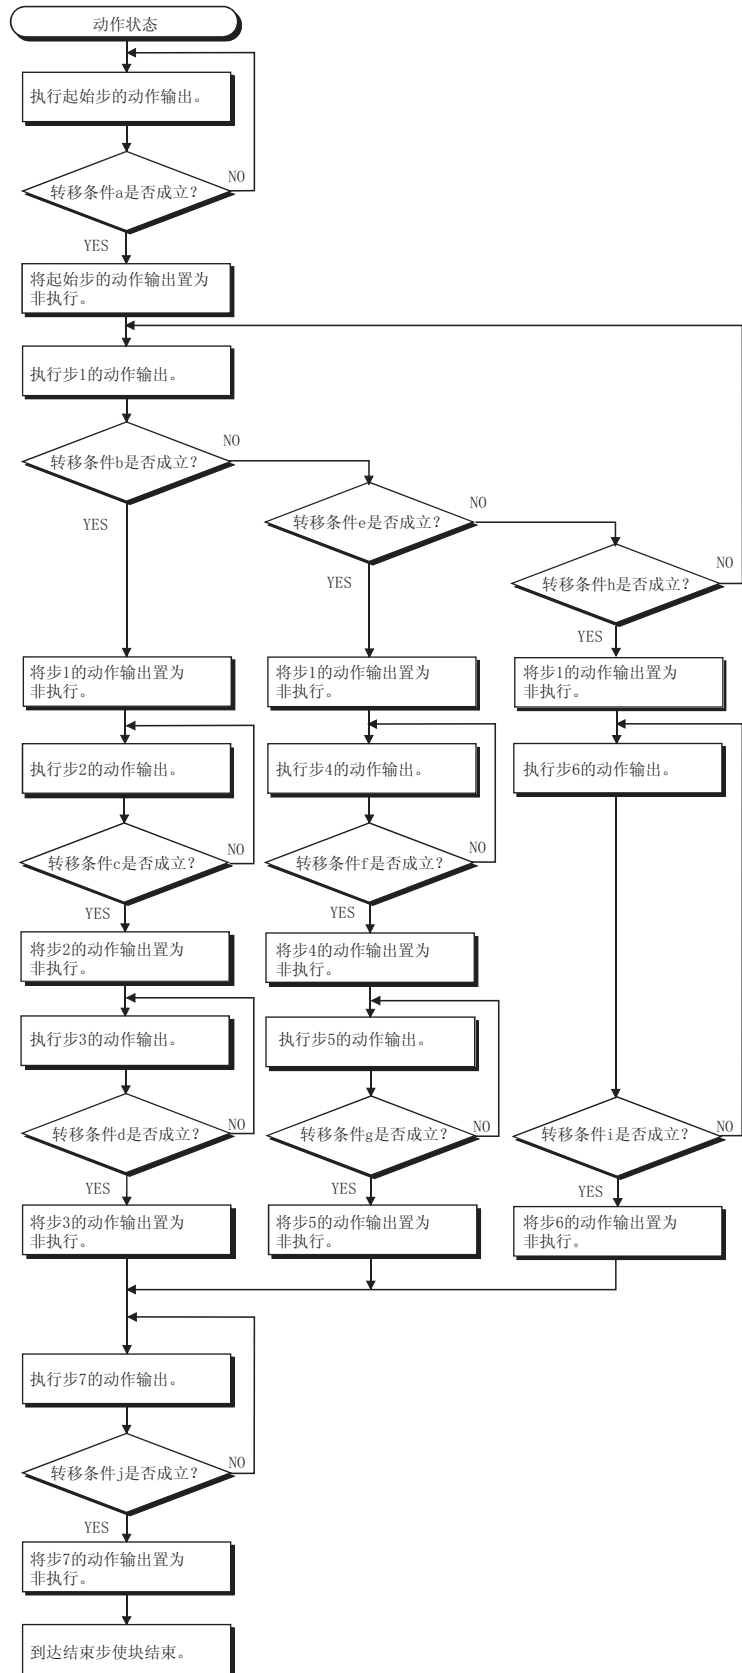 动作状态
执行起始步的动作输出。
转移条件a是否成立?
NO
YES
将起始步的动作输出置为
非执行。
执行步1的动作输出。
转移条件b是否成立?
NO
YES
转移条件e是否成立?
NO
YES
转移条件h是否成立?
NO
YES
将步1的动作输出置为
非执行。
将步1的动作输出置为
非执行。
将步1的动作输出置为
非执行。
执行步2的动作输出。
执行步4的动作输出。
执行步6的动作输出。
转移条件c是否成立?
NO
YES
转移条件f是否成立?
NO
YES
将步2的动作输出置为
非执行。
将步4的动作输出置为
非执行。
执行步3的动作输出。
执行步5的动作输出。
转移条件d是否成立?
NO
YES
转移条件g是否成立?
NO
YES
转移条件i是否成立?
NO
YES
将步3的动作输出置为
非执行。
将步5的动作输出置为
非执行。
将步6的动作输出置为
非执行。
执行步7的动作输出。
转移条件j是否成立?
NO
YES
将步7的动作输出置为
非执行。
到达结束步使块结束。